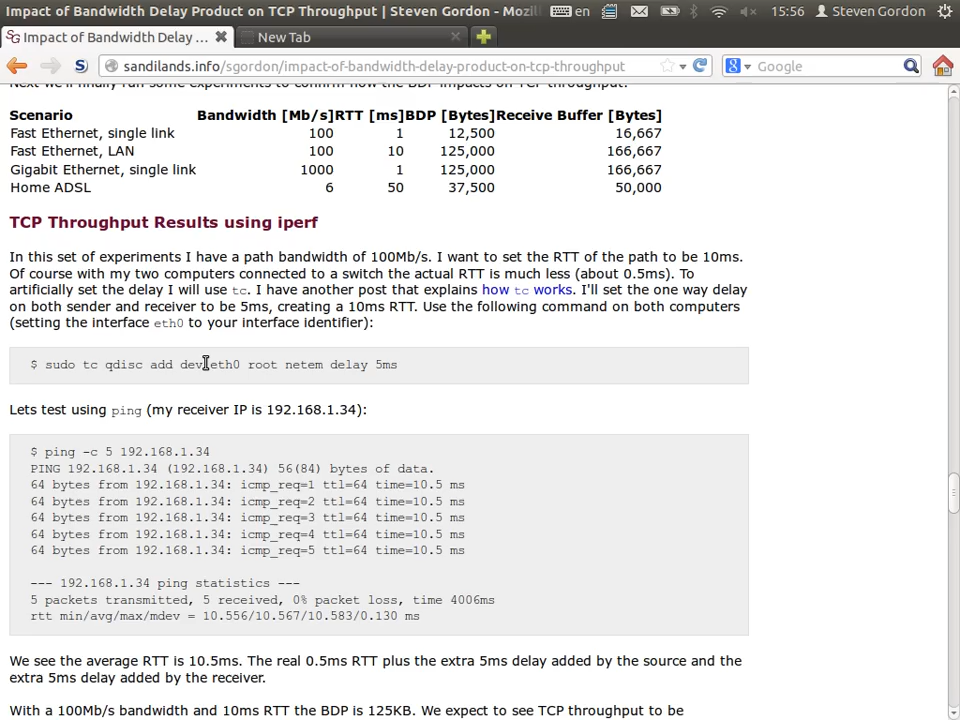 Impact of Bandwidth Delay Product on TCP Throughput | Steven Gordon - Mozil
en
15:56
Steven Gordon
Impact of Bandwidth Delay ...
New Tab
sandilands.info/sgordon/impact-of-bandwidth-delay-product-on-tcp-throughput
Google
Next we'll finally run some experiments to confirm how the BDP impacts on TCP throughput.
Scenario Bandwidth [Mb/s] RTT [ms] BDP [Bytes] Receive Buffer [Bytes]
Fast Ethernet, single link 100 1 12,500 16,667
Fast Ethernet, LAN 100 10 125,000 166,667
Gigabit Ethernet, single link 1000 1 125,000 166,667
Home ADSL 6 50 37,500 50,000
TCP Throughput Results using iperf
In this set of experiments I have a path bandwidth of 100Mb/s. I want to set the RTT of the path to be 10ms.
Of course with my two computers connected to a switch the actual RTT is much less (about 0.5ms). To
artificially set the delay I will use tc. I have another post that explains how tc works. I'll set the one way delay
on both sender and receiver to be 5ms, creating a 10ms RTT. Use the following command on both computers
(setting the interface eth0 to your interface identifier):
$ sudo tc qdisc add dev eth0 root netem delay 5ms
Lets test using ping (my receiver IP is 192.168.1.34):
$ ping -c 5 192.168.1.34
PING 192.168.1.34 (192.168.1.34) 56(84) bytes of data.
64 bytes from 192.168.1.34: icmp_req=1 ttl=64 time=10.5 ms
64 bytes from 192.168.1.34: icmp_req=2 ttl=64 time=10.5 ms
64 bytes from 192.168.1.34: icmp_req=3 ttl=64 time=10.5 ms
64 bytes from 192.168.1.34: icmp_req=4 ttl=64 time=10.5 ms
64 bytes from 192.168.1.34: icmp_req=5 ttl=64 time=10.5 ms
--- 192.168.1.34 ping statistics ---
5 packets transmitted, 5 received, 0% packet loss, time 4006ms
rtt min/avg/max/mdev = 10.556/10.567/10.583/0.130 ms
We see the average RTT is 10.5ms. The real 0.5ms RTT plus the extra 5ms delay added by the source and the
extra 5ms delay added by the receiver.
With a 100Mb/s bandwidth and 10ms RTT the BDP is 125KB. We expect to see TCP throughput to be